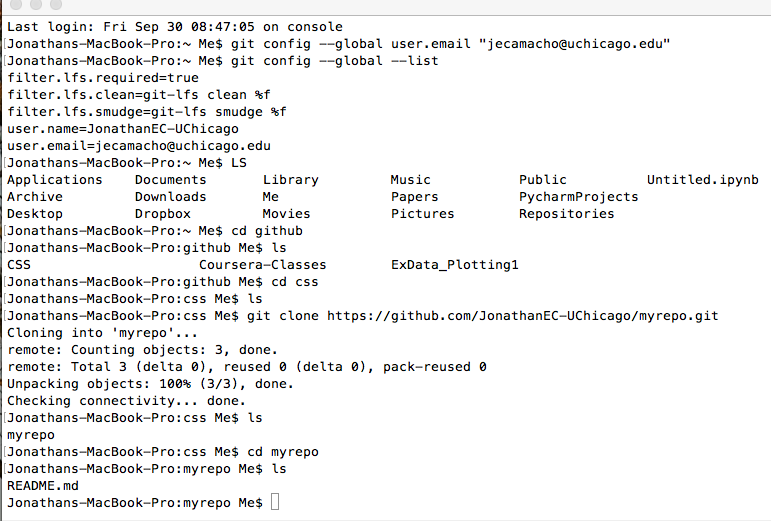 Last login: Fri Sep 30 08:47:05 on console
[Jonathans-MacBook-Pro:~ Me$ git config --global user.email "jecamacho@uchicago.edu"
[Jonathans-MacBook-Pro:~ Me$ git config --global --list
filter.lfs.required=true
filter.lfs.clean=git-lfs clean %f
filter.lfs.smudge=git-lfs smudge %f
user.name=JonathanEC-UChicago
user.email=jecamacho@uchicago.edu
[Jonathans-MacBook-Pro:~ Me$ LS
Applications    Documents       Library         Music           Public          Untitled.ipynb
Archive         Downloads       Me              Papers          PycharmProjects
Desktop         Dropbox         Movies          Pictures        Repositories
[Jonathans-MacBook-Pro:~ Me$ cd github
[Jonathans-MacBook-Pro:github Me$ ls
CSS                     Coursera-Classes        ExData_Plotting1
[Jonathans-MacBook-Pro:github Me$ cd css
[Jonathans-MacBook-Pro:css Me$ ls
[Jonathans-MacBook-Pro:css Me$ git clone https://github.com/JonathanEC-UChicago/myrepo.git
Cloning into 'myrepo'...
remote: Counting objects: 3, done.
remote: Total 3 (delta 0), reused 0 (delta 0), pack-reused 0
Unpacking objects: 100% (3/3), done.
Checking connectivity... done.
[Jonathans-MacBook-Pro:css Me$ ls
myrepo
[Jonathans-MacBook-Pro:css Me$ cd myrepo
[Jonathans-MacBook-Pro:myrepo Me$ ls
README.md
Jonathans-MacBook-Pro:myrepo Me$